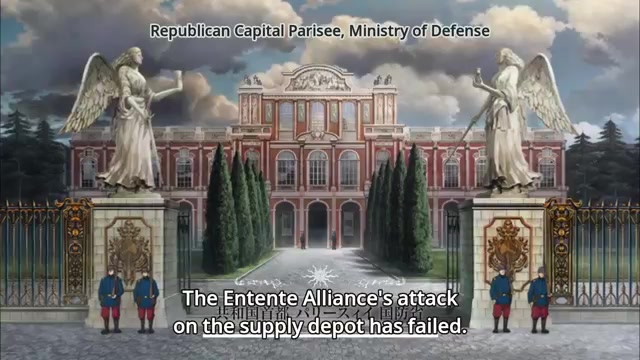 Republican Capital Parisee, Ministry of Defense
The Entente Alliance's attack
共和国首都 パリースィイ 国防省
on the supply depot has failed.